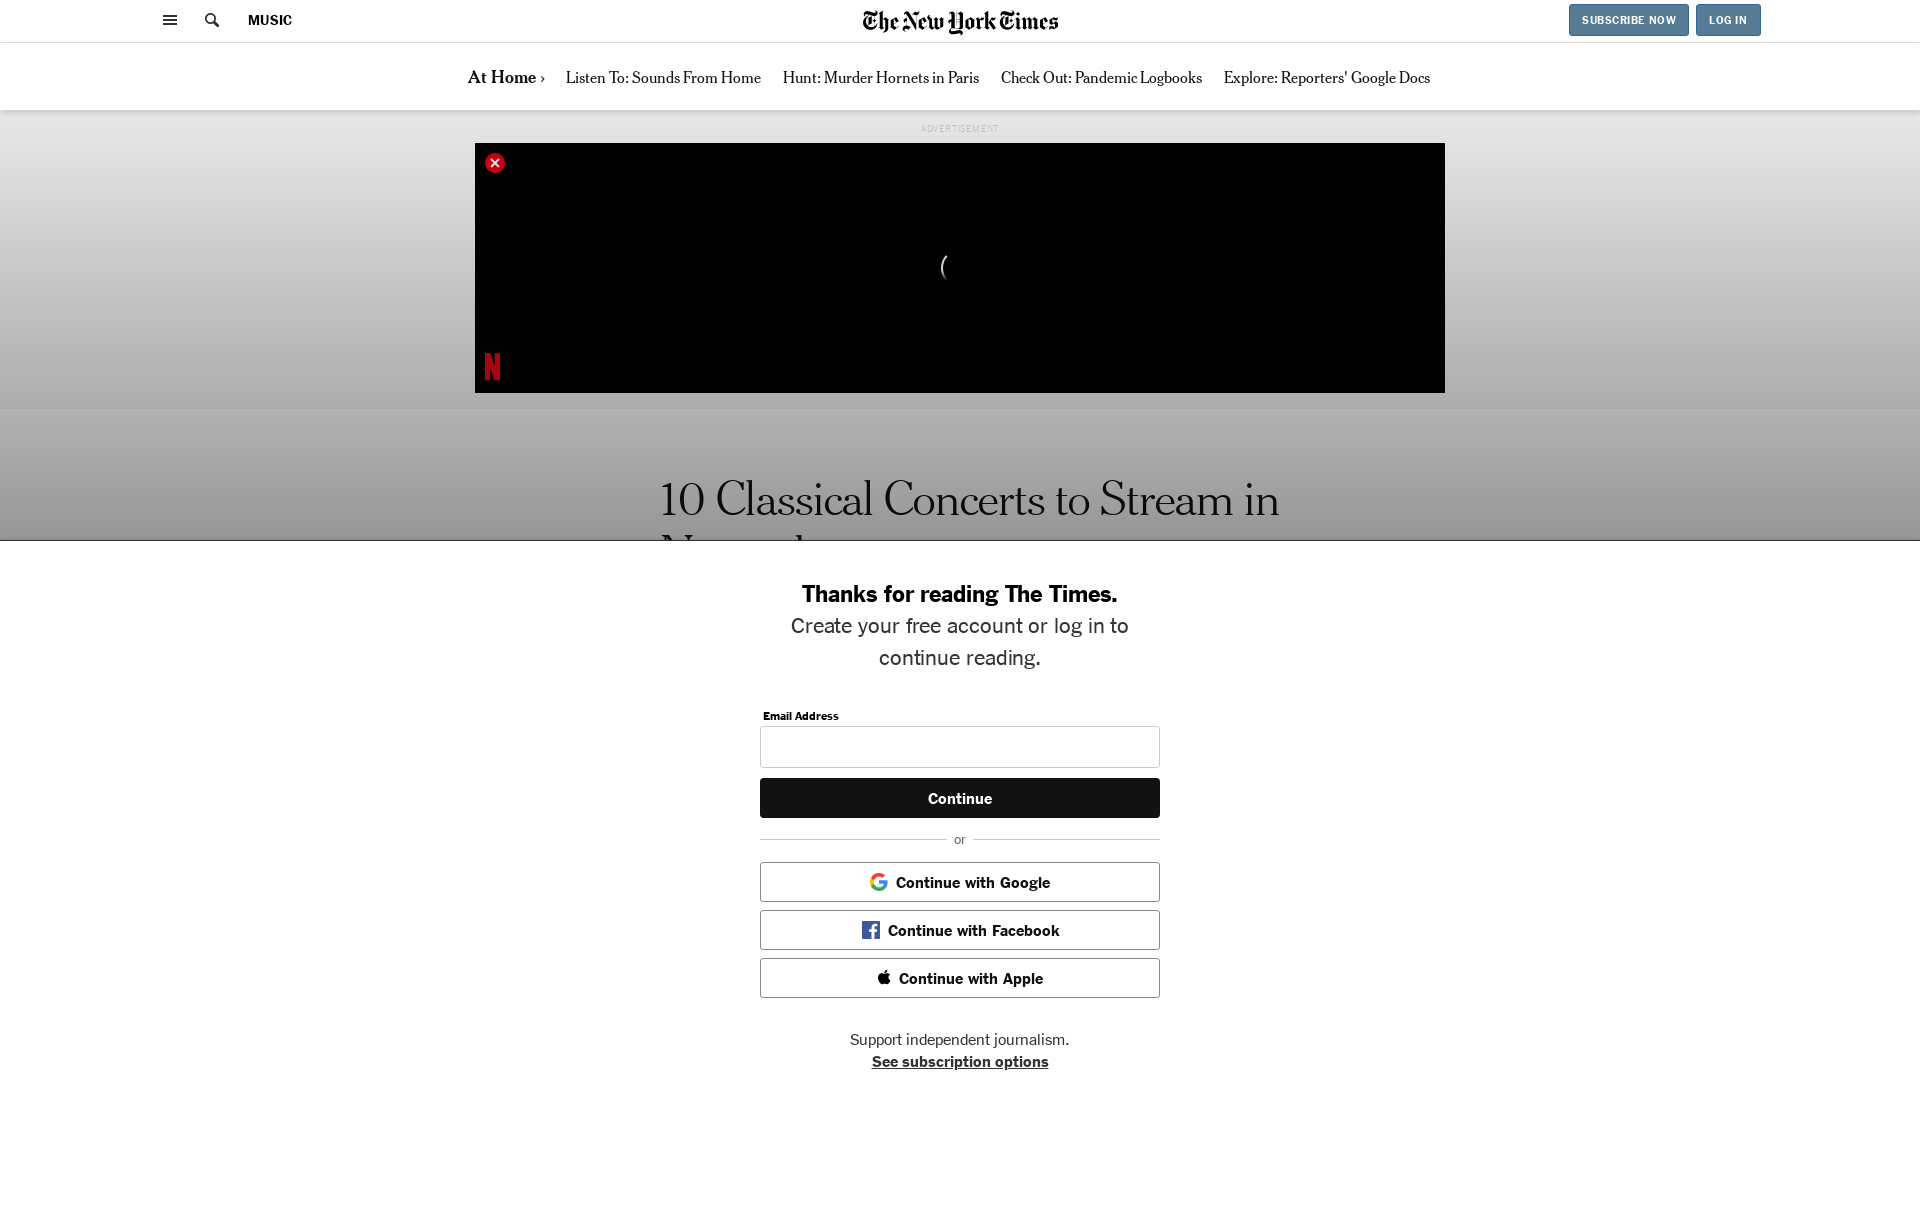 MUSIC
The New York Times
SUBSCRIBE NOW
LOG IN
At Home ›
Listen To: Sounds From Home
Hunt: Murder Hornets in Paris
Check Out: Pandemic Logbooks
Explore: Reporters' Google Docs
ADVERTISEMENT
N
10 Classical Concerts to Stream in
Thanks for reading The Times.
Create your free account or log in to
continue reading.
Email Address
Continue
or
Continue with Google
Continue with Facebook
Continue with Apple
Support independent journalism.
See subscription options